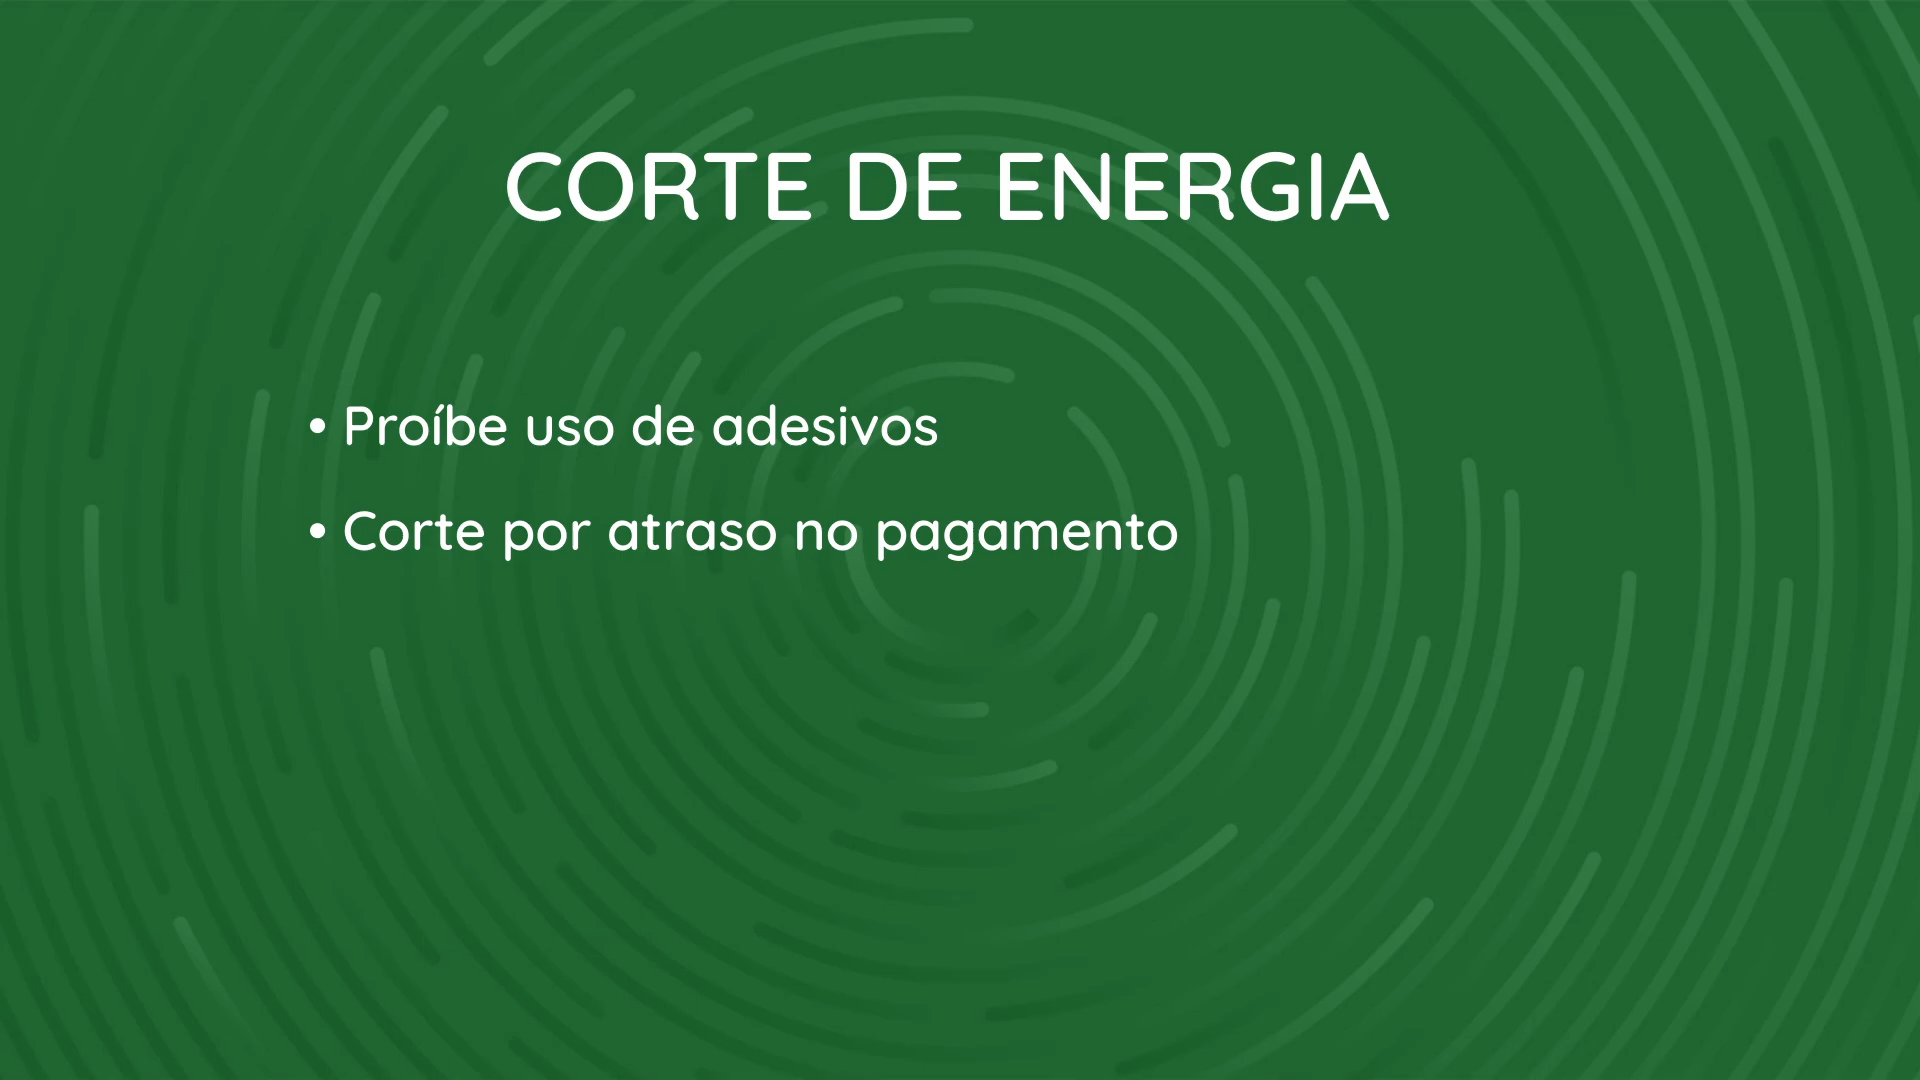 CORTE DE ENERGIA
• Proíbe uso de adesivos
• Corte por atraso no pagamento